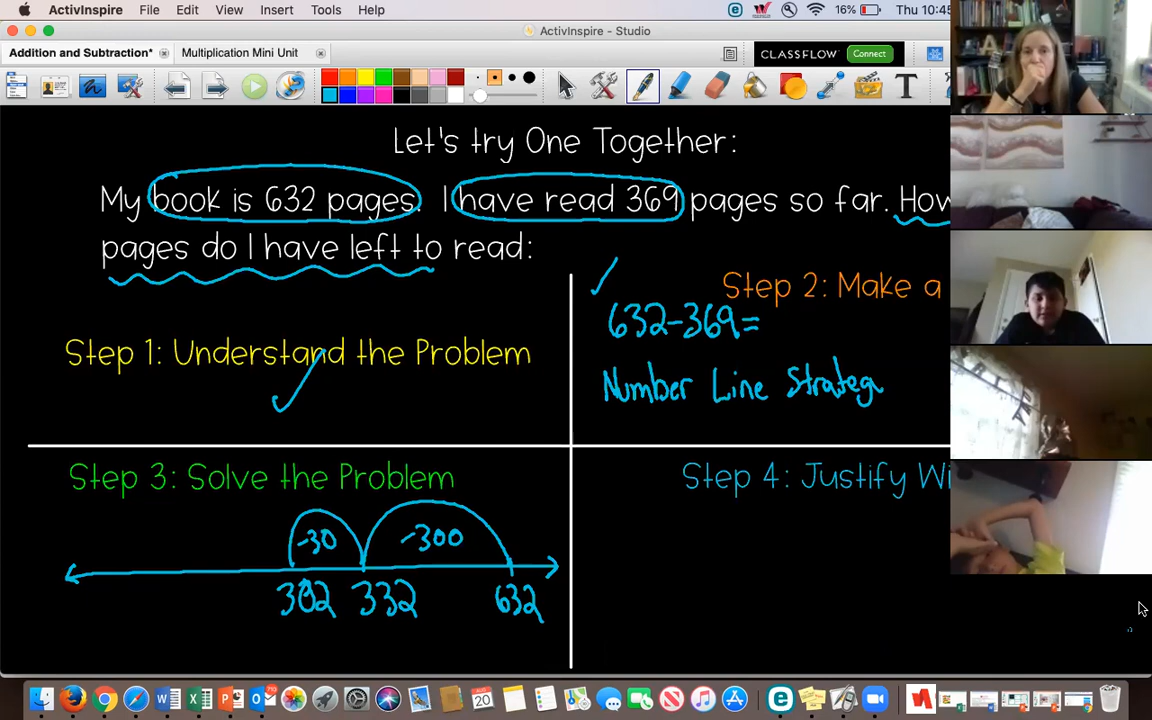 ActivInspire File Edit View Insert Tools Help 16% Thu 10:45
ActivInspire - Studio
Addition and Subtraction* Multiplication Mini Unit CLASSFLOW Connect
Let's try One Together:
My book is 632 pages. I have read 369 pages so far. How
pages do I have left to read:
Step 2: Make a
632-369=
Step 1: Understand the Problem
Number Line Strateg
Step 3: Solve the Problem
Step 4: Justify Wi
-30 -300
302 332 632
AUG
20